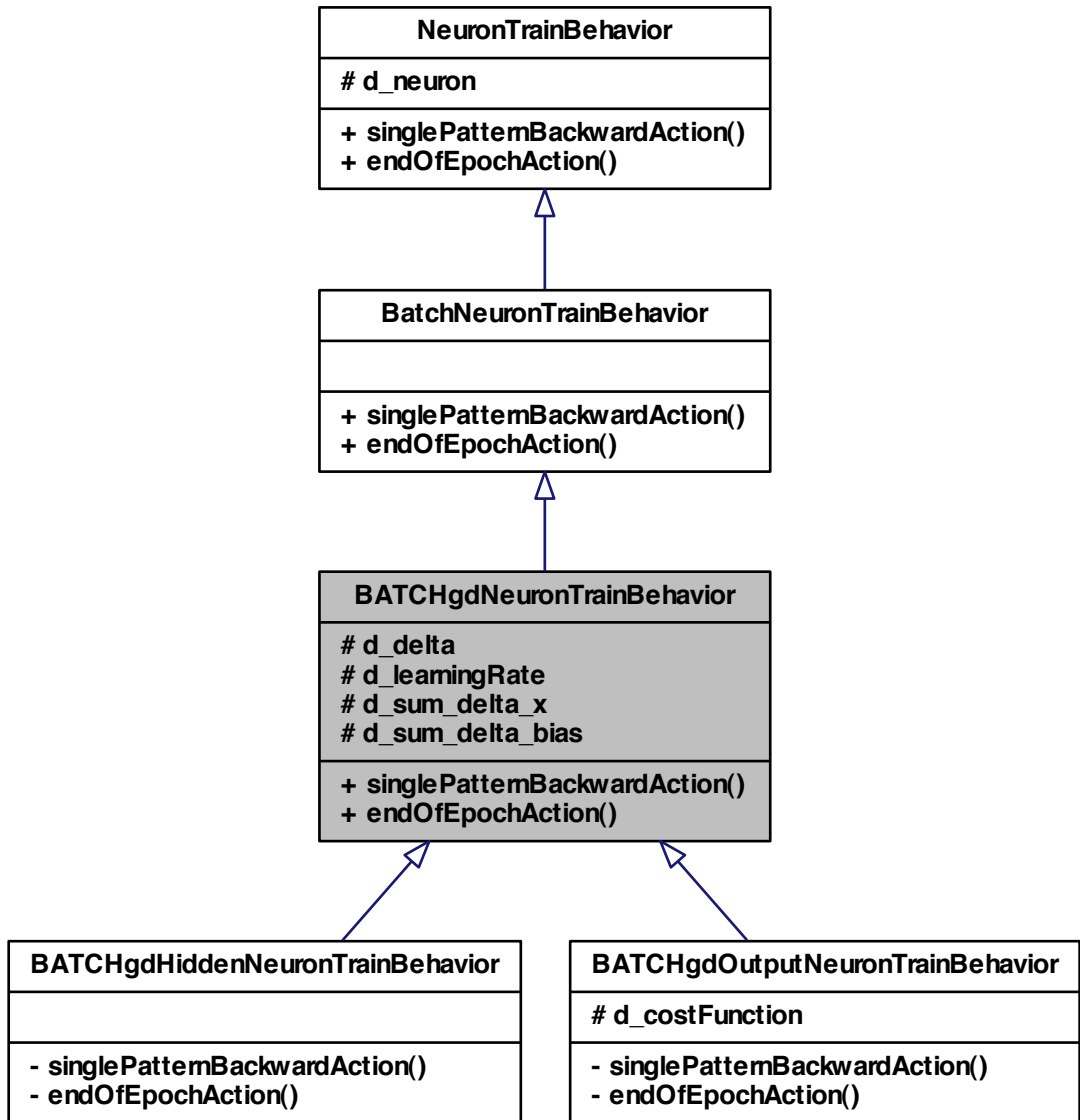 NeuronTrainBehavior
# d_neuron
+ singlePatternBackwardAction()
+ endOfEpochAction()
BatchNeuronTrainBehavior
+ singlePatternBackwardAction()
+ endOfEpochAction()
BATCHgdNeuronTrainBehavior
# d_delta
# d_learningRate
# d_sum_delta_x
# d_sum_delta_bias
+ singlePatternBackwardAction()
+ endOfEpochAction()
BATCHgdHiddenNeuronTrainBehavior
- singlePatternBackwardAction()
- endOfEpochAction()
BATCHgdOutputNeuronTrainBehavior
# d_costFunction
- singlePatternBackwardAction()
- endOfEpochAction()